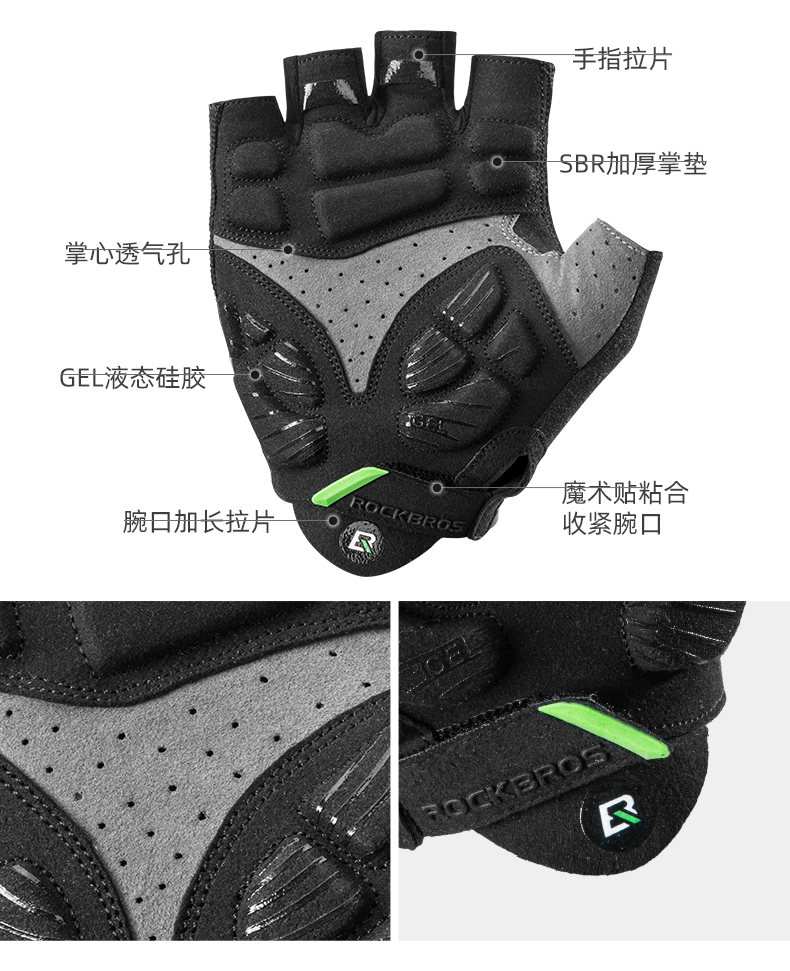 手指拉片
SBR加厚掌垫
掌心透气孔
GEL液态硅胶
GEL
魔术贴粘合
收紧腕口
腕口加长拉片
ROCKBROS
GEL
ROCKBROS